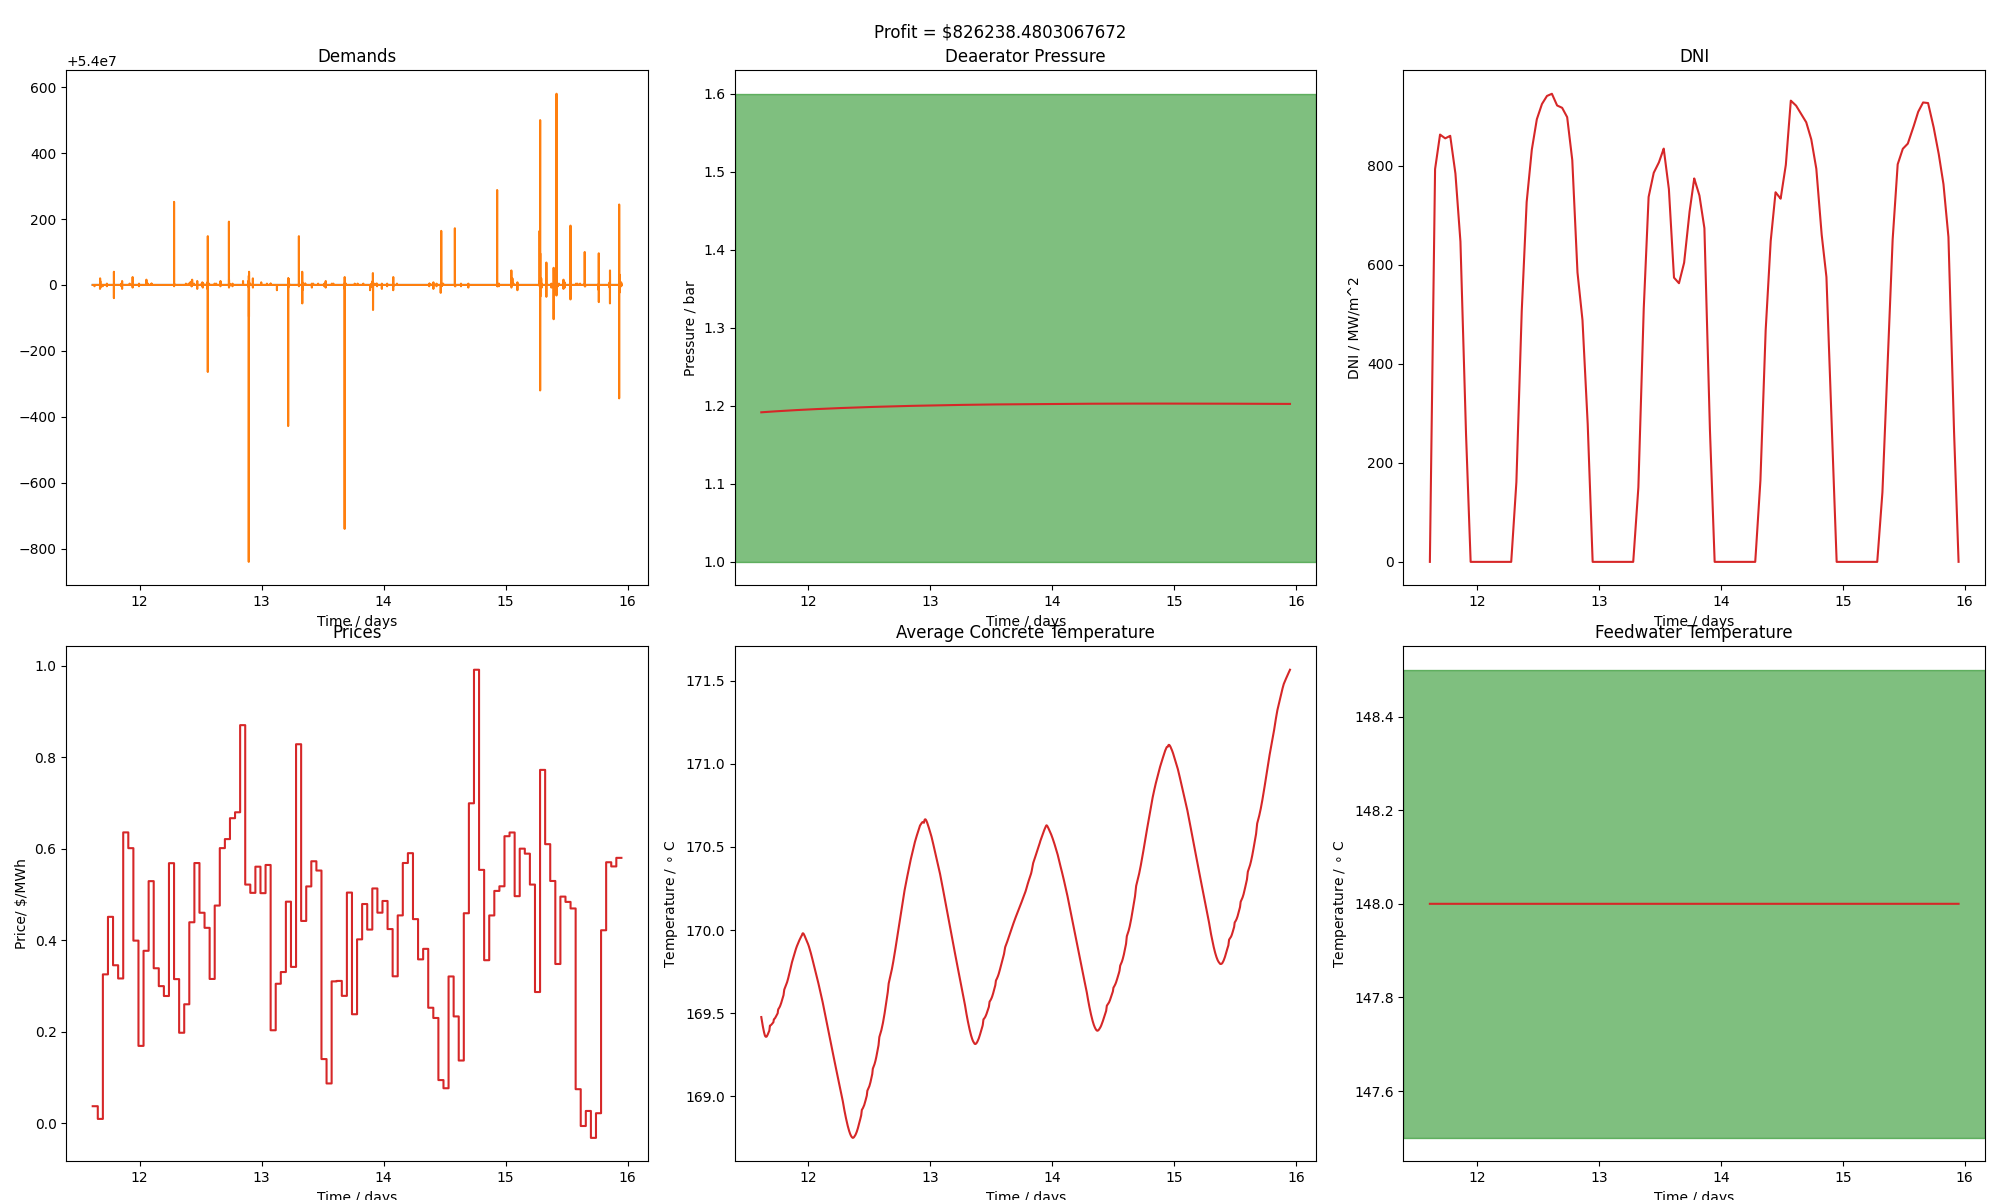 Profit = $826238.4803067672
Demands
+5.4e7
600
400
200
0
−200
−400
−600
−800
12 13 14 15 16
Time / days
Deaerator Pressure
Pressure / bar
1.6
1.5
1.4
1.3
1.2
1.1
1.0
12 13 14 15 16
Time / days
DNI
DNI / MW/m^2
800
600
400
200
0
12 13 14 15 16
Time / days
Prices
Price/ $/MWh
1.0
0.8
0.6
0.4
0.2
0.0
12 13 14 15 16
Time / days
Average Concrete Temperature
Temperature / ∘ C
171.5
171.0
170.5
170.0
169.5
169.0
12 13 14 15 16
Time / days
Feedwater Temperature
Temperature / ∘ C
148.4
148.2
148.0
147.8
147.6
12 13 14 15 16
Time / days